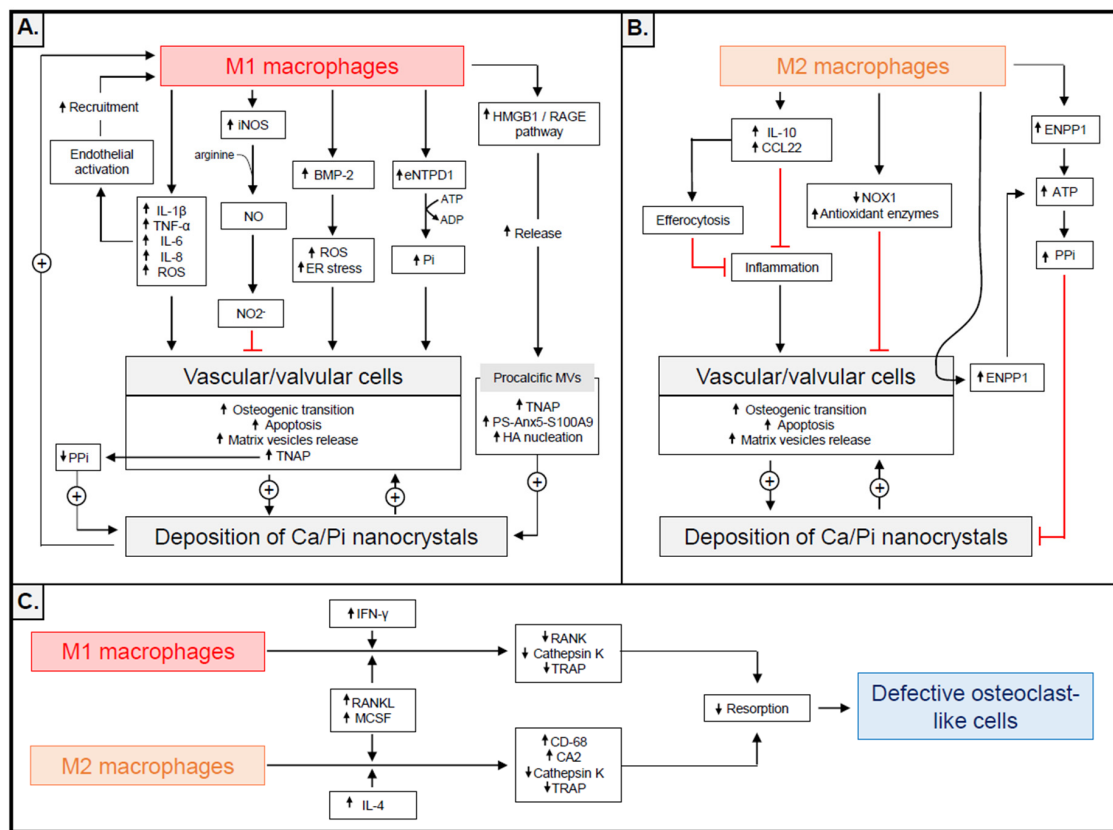 A.
M1 macrophages
Recruitment
Endothelial
activation
IL-1β
TNF-α
IL-6
IL-8
ROS
iNOS
arginine
NO
NO2-
BMP-2
ROS
ER stress
eNTPD1
ATP
ADP
Pi
HMGB1 / RAGE
pathway
Release
Vascular/valvular cells
Osteogenic transition
Apoptosis
Matrix vesicles release
TNAP
PPi
Procalcific MVs
TNAP
PS-Anx5-S100A9
HA nucleation
+
+
+
+
+
Deposition of Ca/Pi nanocrystals
B.
M2 macrophages
IL-10
CCL22
Efferocytosis
Inflammation
NOX1
Antioxidant enzymes
ENPP1
ATP
PPi
ENPP1
Vascular/valvular cells
Osteogenic transition
Apoptosis
Matrix vesicles release
+
+
Deposition of Ca/Pi nanocrystals
C.
M1 macrophages
IFN-γ
RANKL
MCSF
M2 macrophages
IL-4
RANK
Cathepsin K
TRAP
CD-68
CA2
Cathepsin K
TRAP
Resorption
Defective osteoclast-
like cells